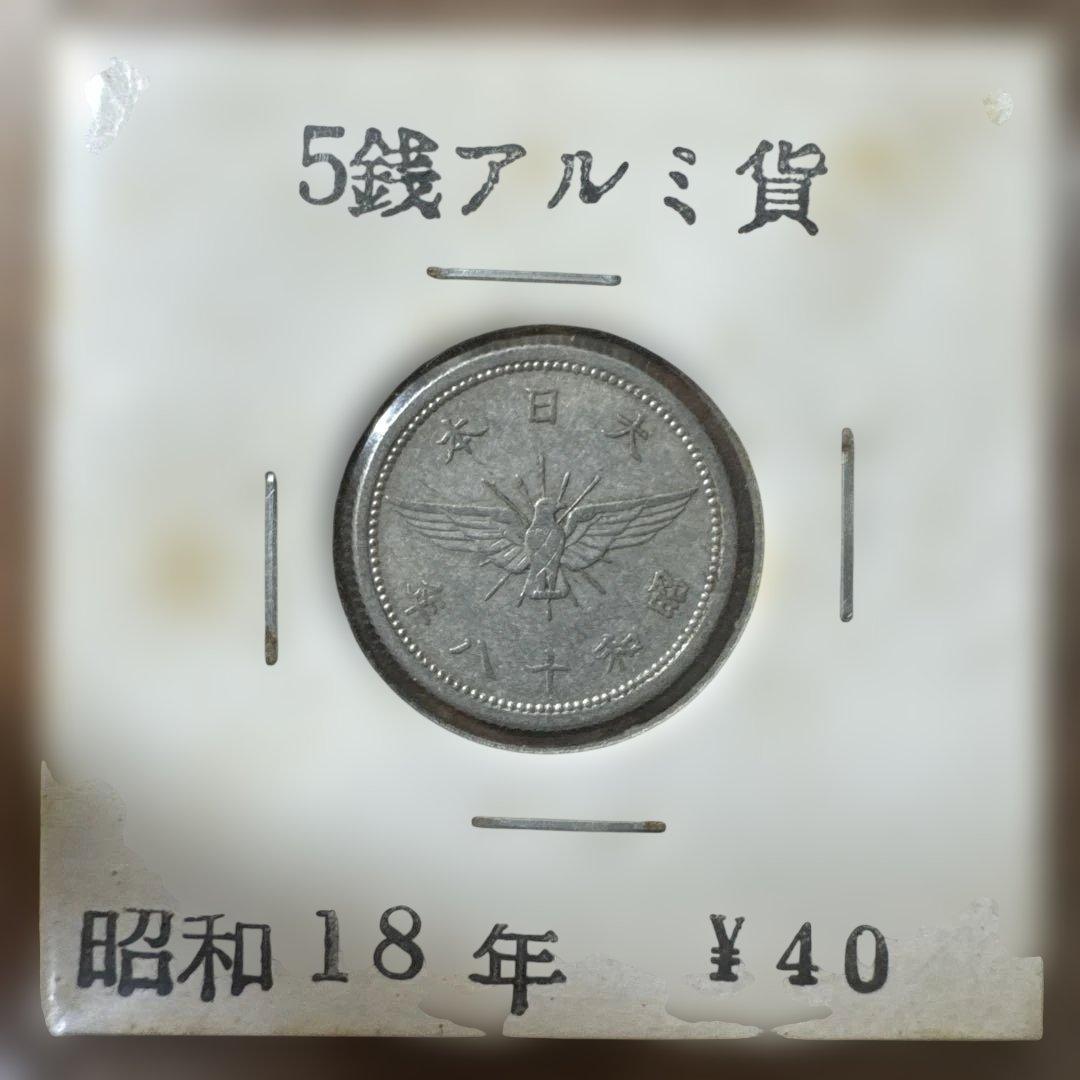 5銭アルミ貨
大日本
昭和十八年
昭和18年 ¥40